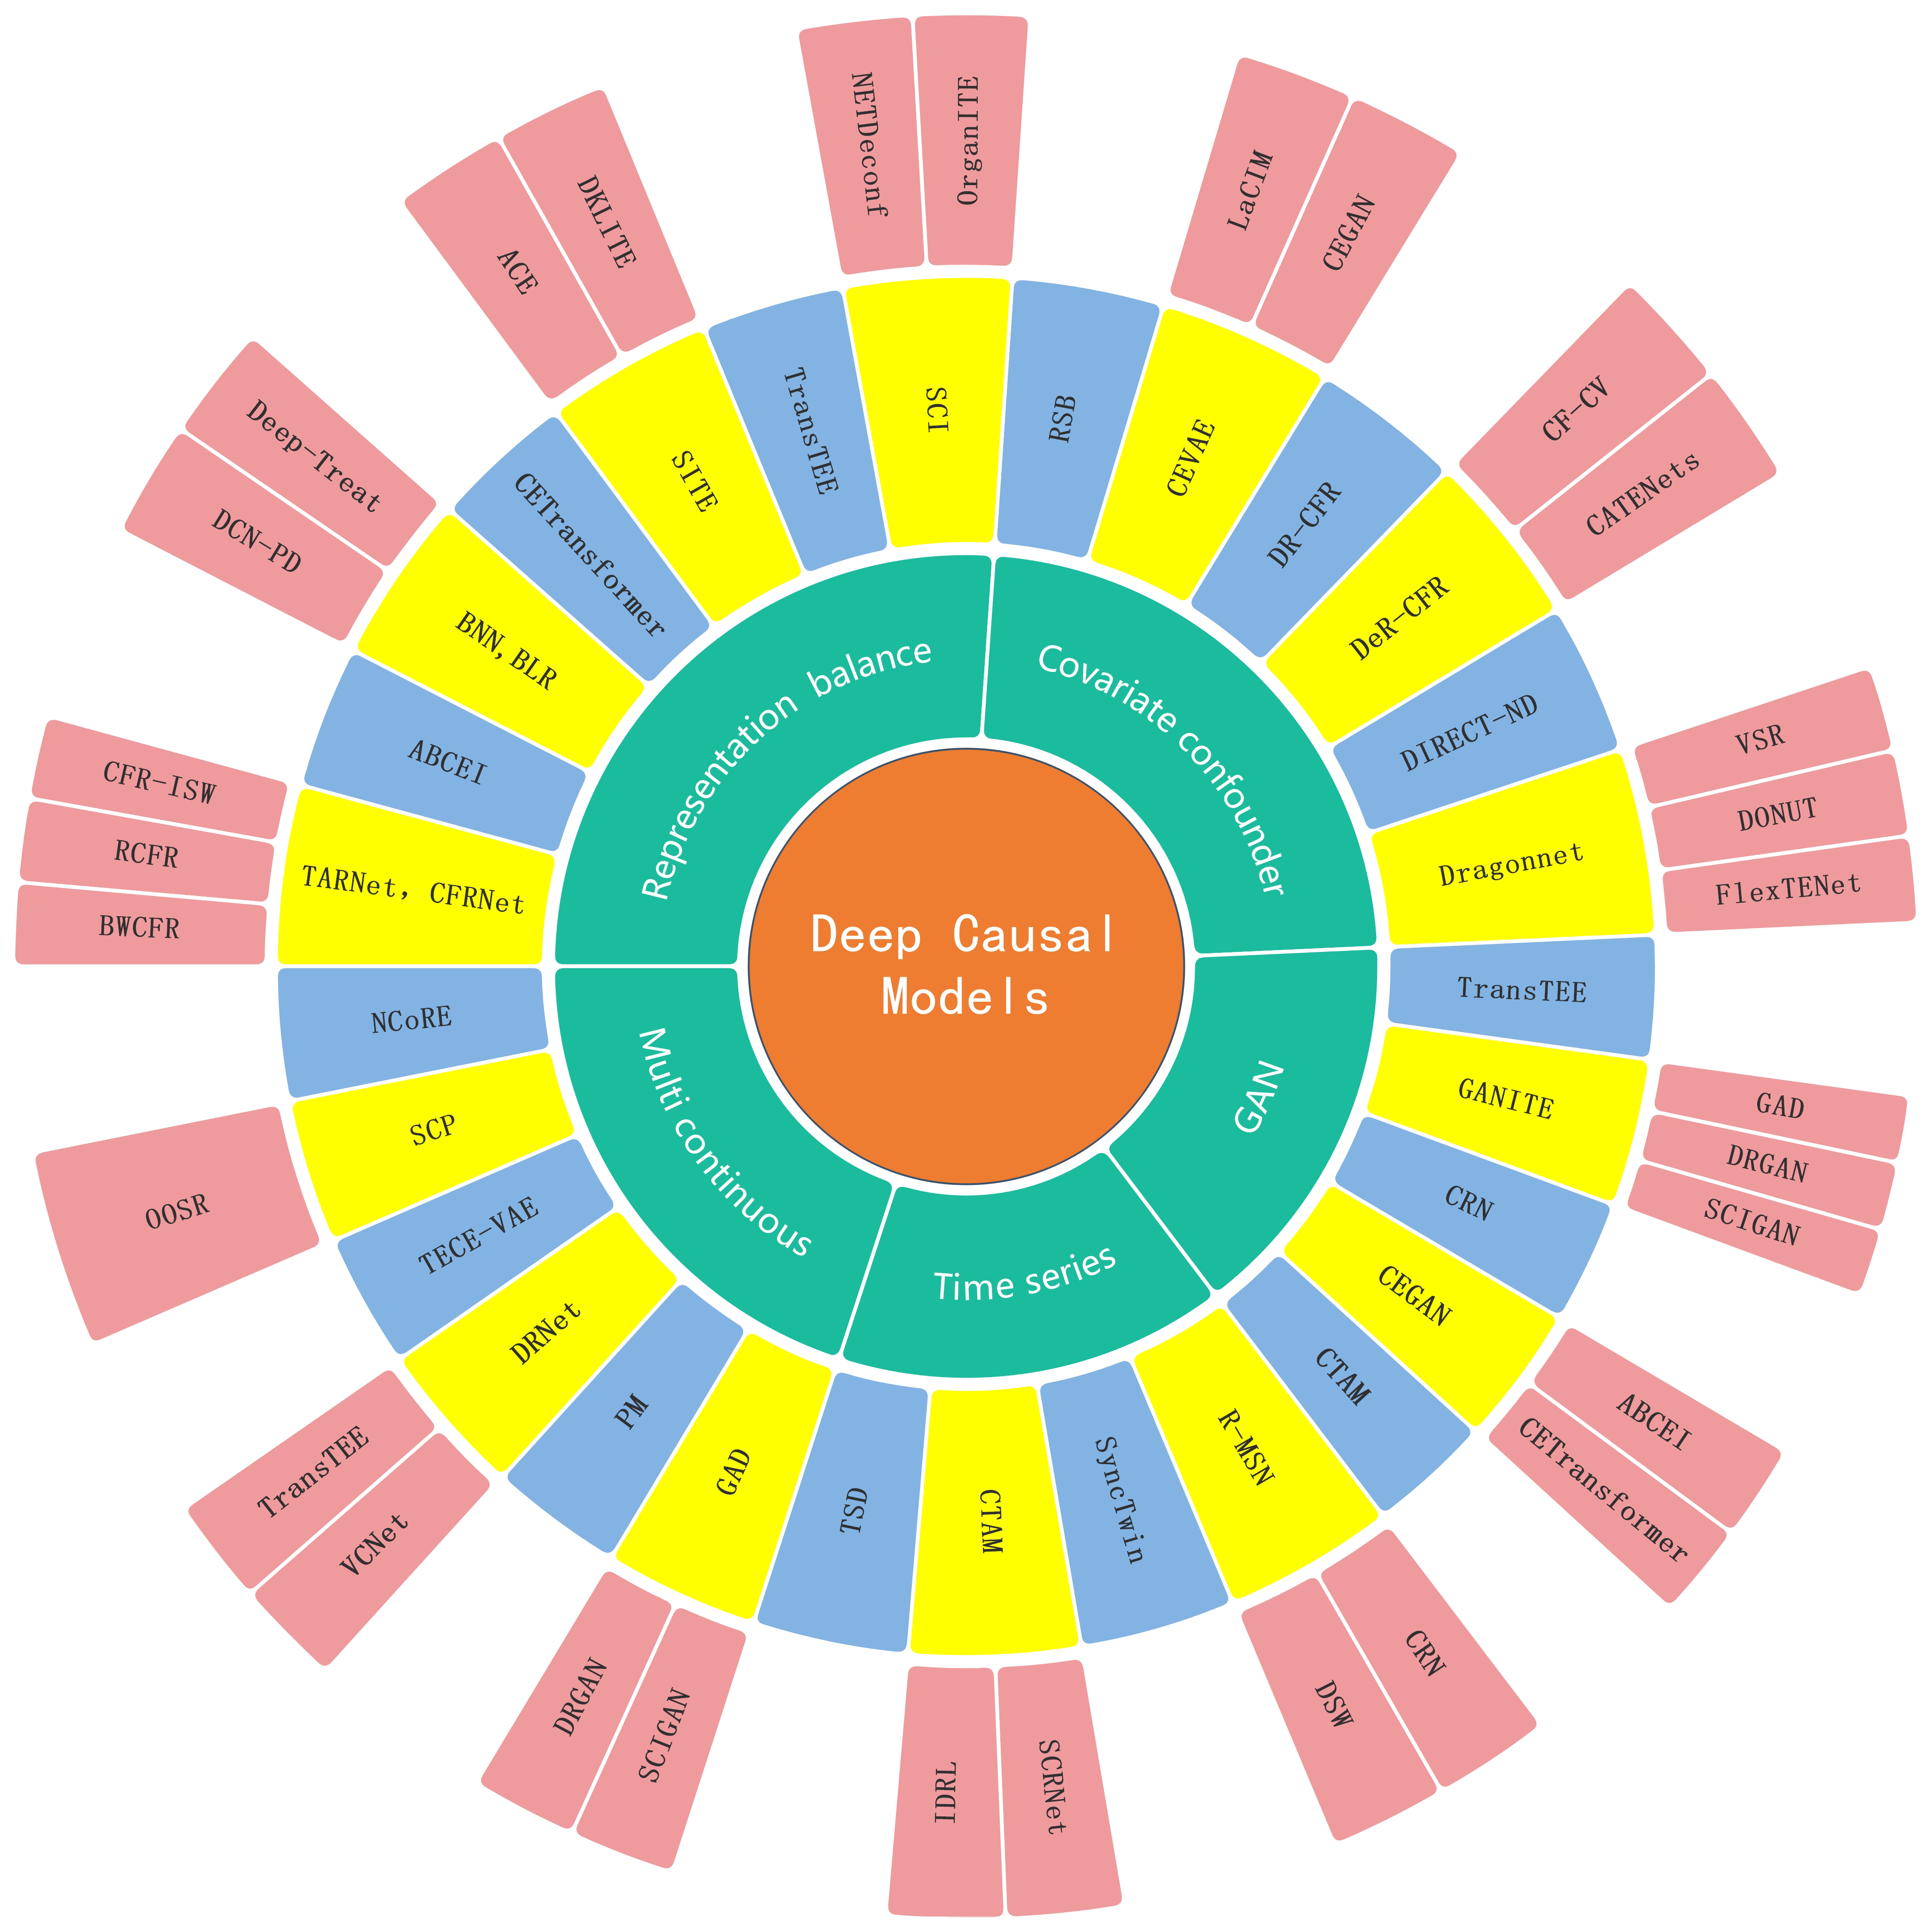 Deep Causal
Models
Representation balance
Covariate confounder
GAN
Time series
Multi continuous
TARNet, CFRNet
ABCEI
BNN,BLR
CETransformer
SITE
TransTEE
SCI
RSB
CEVAE
DR-CFR
DeR-CFR
DIRECT-ND
Dragonnet
TransTEE
GANITE
CRN
CEGAN
CTAM
R-MSN
SyncTwin
CTAM
TSD
GAD
PM
DRNet
TECE-VAE
SCP
NCoRE
BWCFR
RCFR
CFR-ISW
DCN-PD
Deep-Treat
ACE
DKLITE
NETDeconf
OrganITE
LaCIM
CEGAN
CF-CV
CATENets
VSR
DONUT
FlexTENet
GAD
DRGAN
SCIGAN
ABCEI
CETransformer
CRN
DSW
SCRNet
IDRL
SCIGAN
DRGAN
VCNet
TransTEE
OOSR